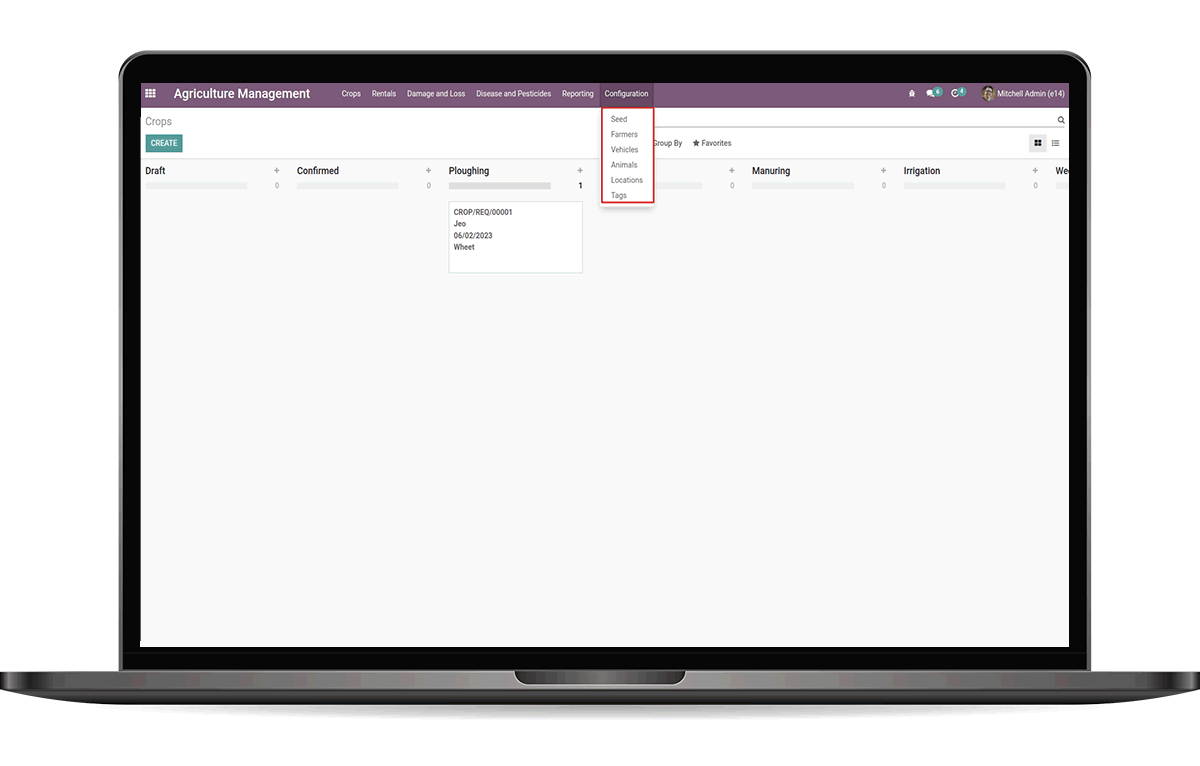 Agriculture Management Crops Rentals Damage and Loss Disease and Pesticides Reporting Configuration 6 4 Mitchell Admin (e14)
Crops
CREATE
Group By Favorites
Seed
Farmers
Vehicles
Animals
Locations
Tags
Draft + Confirmed + Ploughing + + Manuring + Irrigation + Wee
0 0 1 0 0 0
CROP/REQ/00001
Jeo
06/02/2023
Wheet